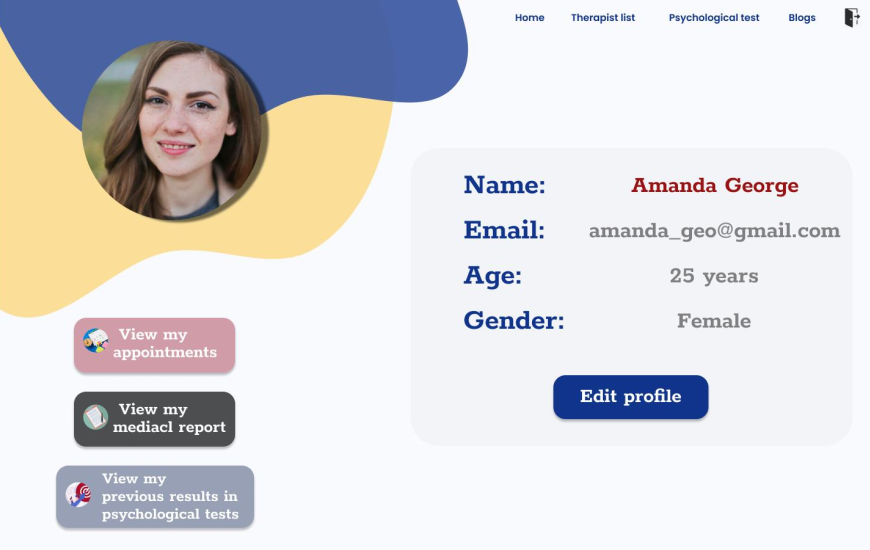 Home Therapist list Psychological test Blogs
Name: Amanda George
Email: amanda_geo@gmail.com
Age: 25 years
Gender: Female
Edit profile
View my
appointments
View my
mediacl report
View my
previous results in
psychological tests